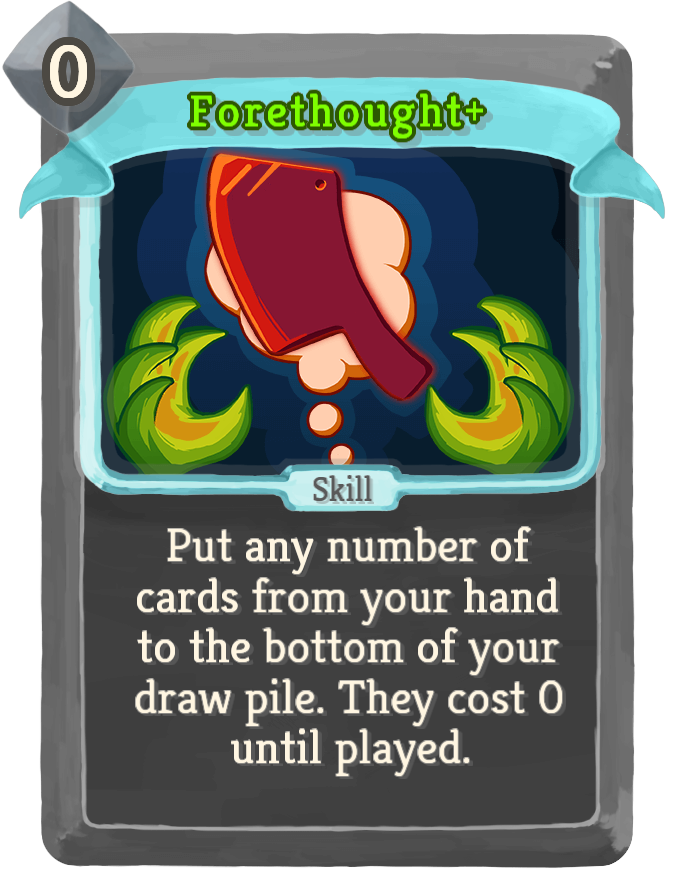 0
Forethought+
Skill
Put any number of
cards from your hand
to the bottom of your
draw pile. They cost 0
until played.